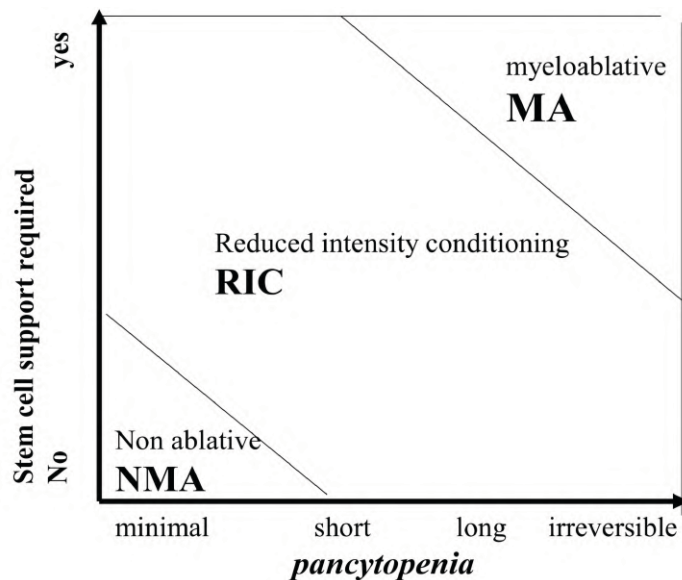 yes
myeloablative
MA
Reduced intensity conditioning
RIC
Stem cell support required
No
Non ablative
NMA
minimal short long irreversible
pancytopenia